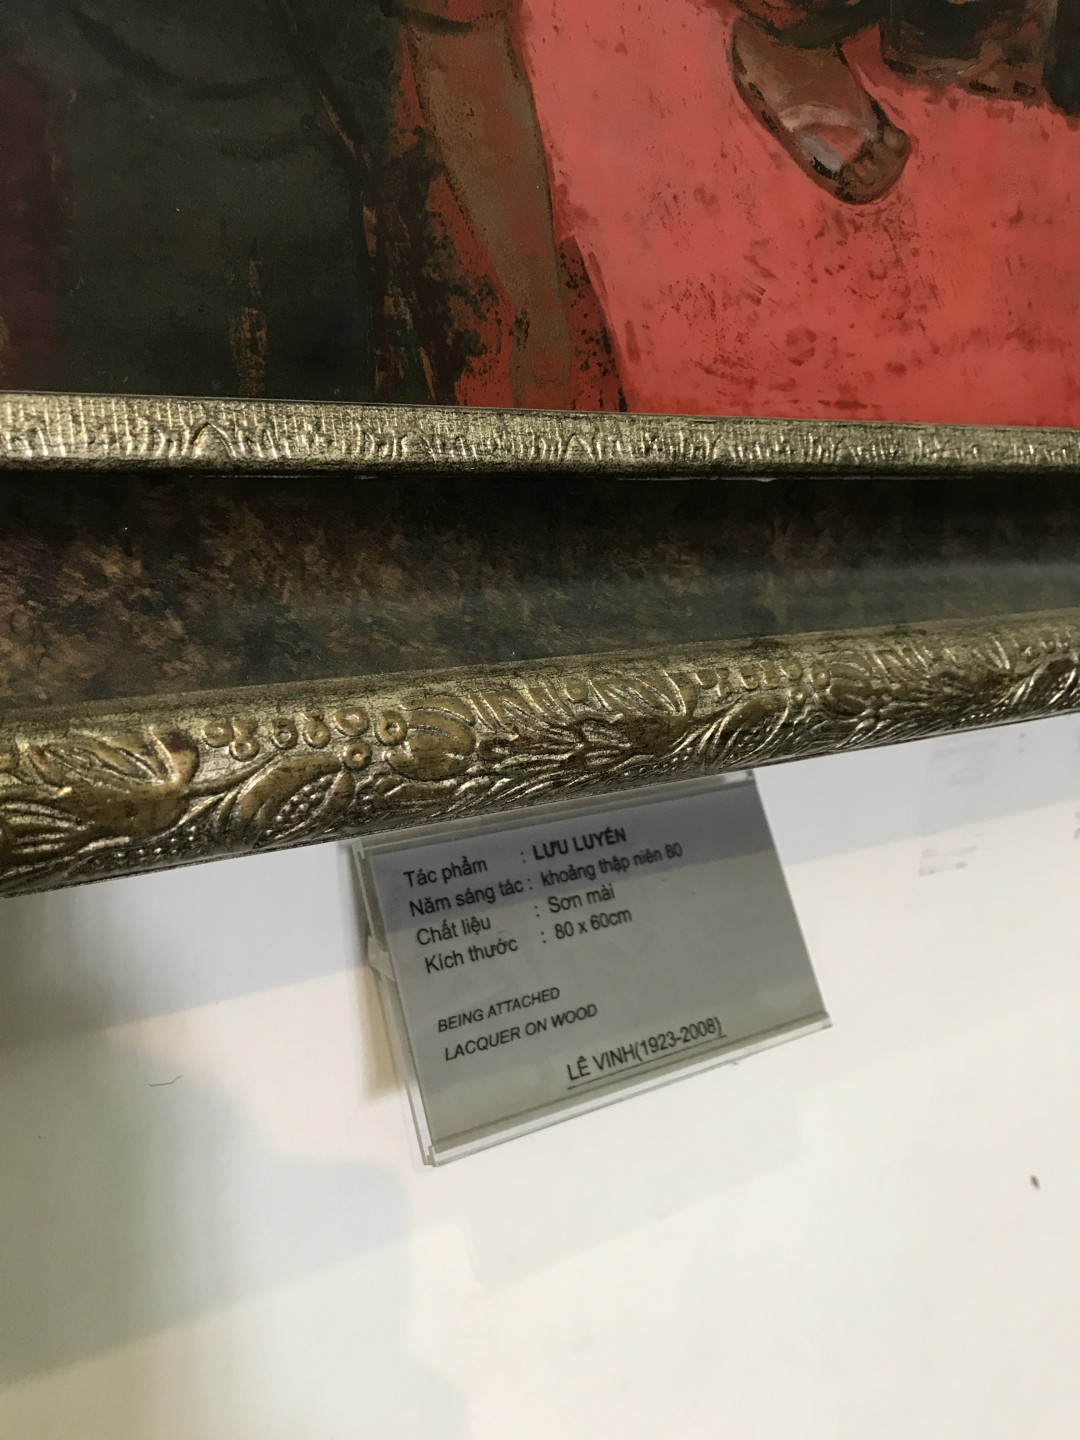 Tác phẩm : LƯU LUYẾN
Năm sáng tác : khoảng thập niên 80
Chất liệu : Sơn mài
Kích thước : 80 x 60cm
BEING ATTACHED
LACQUER ON WOOD
LÊ VINH(1923-2008)